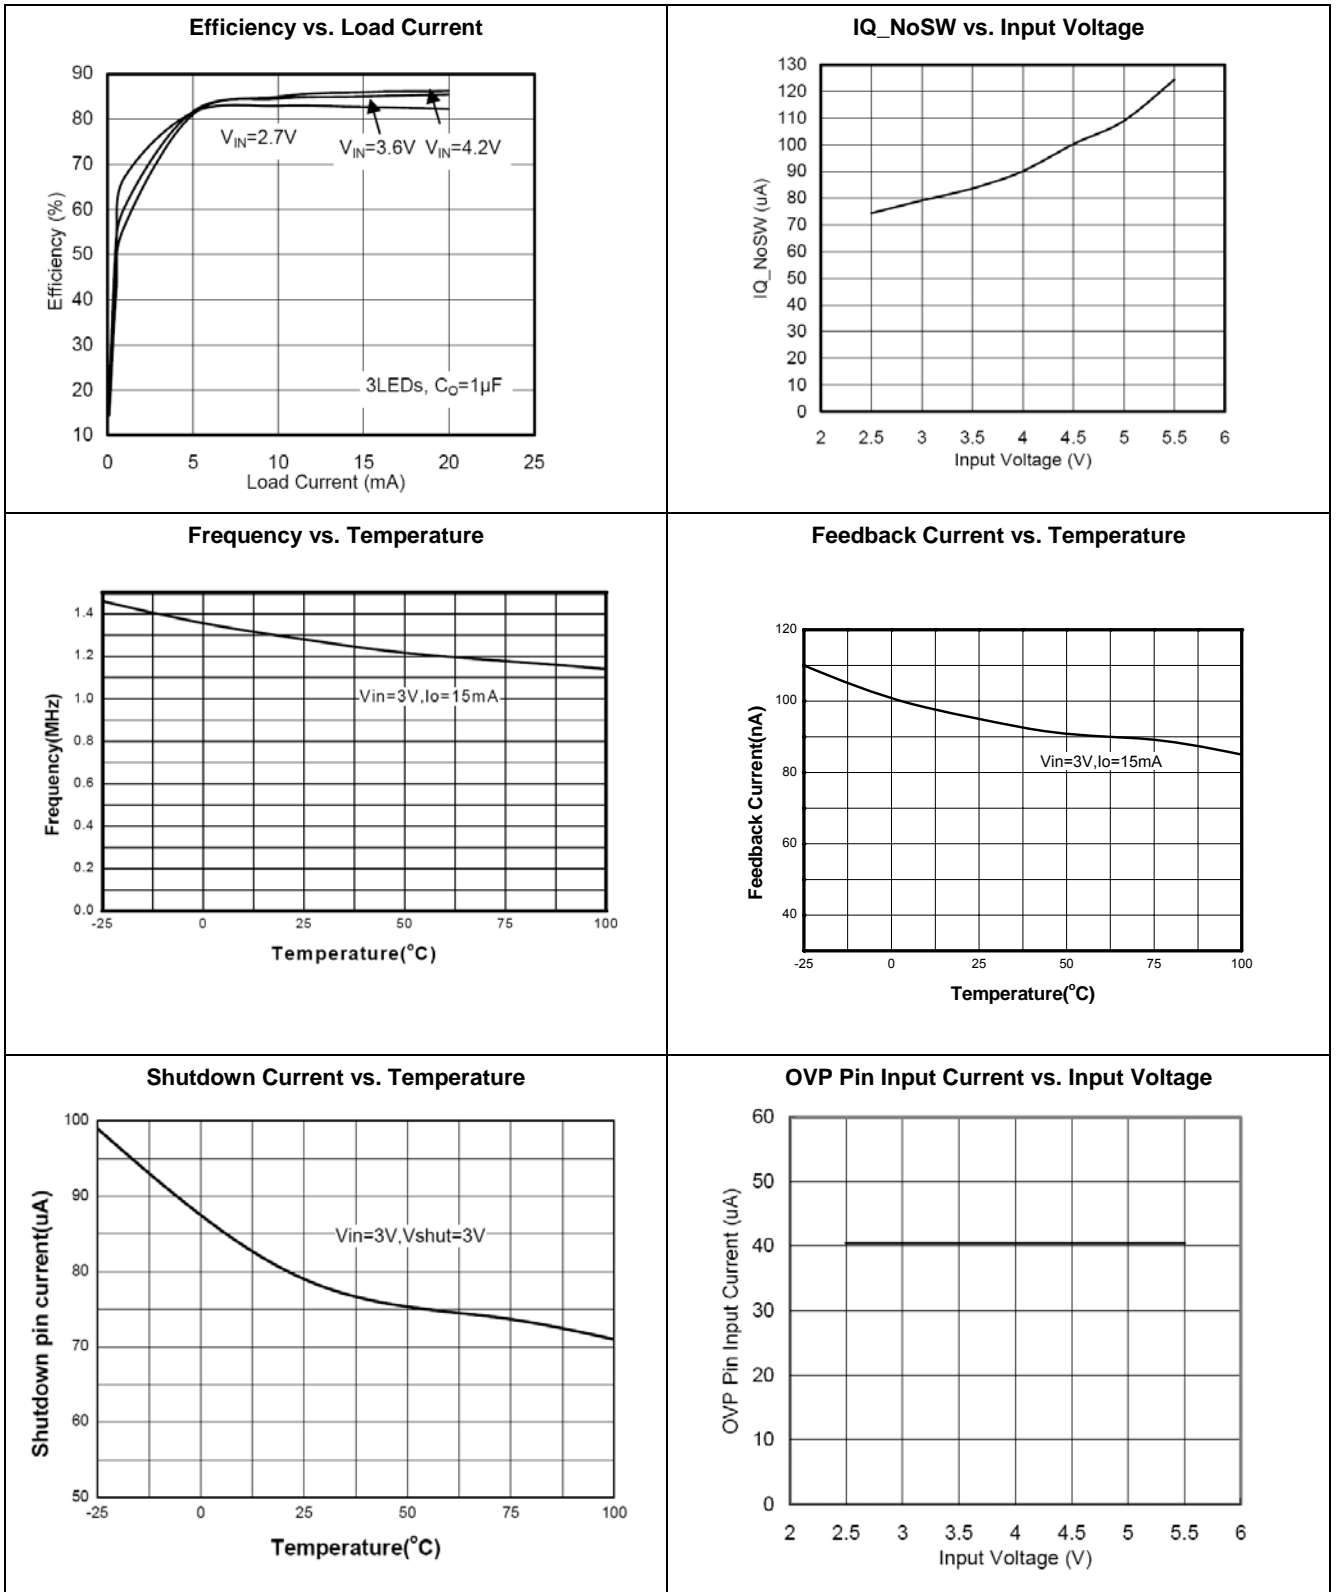 Efficiency vs. Load Current
90
80
70
60
50
40
30
20
10
Efficiency (%)
V_IN=2.7V
V_IN=3.6V V_IN=4.2V
3LEDs, C_O=1µF
0 5 10 15 20 25
Load Current (mA)
IQ_NoSW vs. Input Voltage
130
120
110
100
90
80
70
60
50
40
30
20
10
0
IQ_NoSW (uA)
2 2.5 3 3.5 4 4.5 5 5.5 6
Input Voltage (V)
Frequency vs. Temperature
1.4
1.2
1.0
0.8
0.6
0.4
0.2
0.0
Frequency(MHz)
Vin=3V,Io=15mA
-25 0 25 50 75 100
Temperature(°C)
Feedback Current vs. Temperature
120
100
80
60
40
Feedback Current(nA)
Vin=3V,Io=15mA
-25 0 25 50 75 100
Temperature(°C)
Shutdown Current vs. Temperature
100
90
80
70
60
50
Shutdown pin current(uA)
Vin=3V,Vshut=3V
-25 0 25 50 75 100
Temperature(°C)
OVP Pin Input Current vs. Input Voltage
60
50
40
30
20
10
0
OVP Pin Input Current (uA)
2 2.5 3 3.5 4 4.5 5 5.5 6
Input Voltage (V)